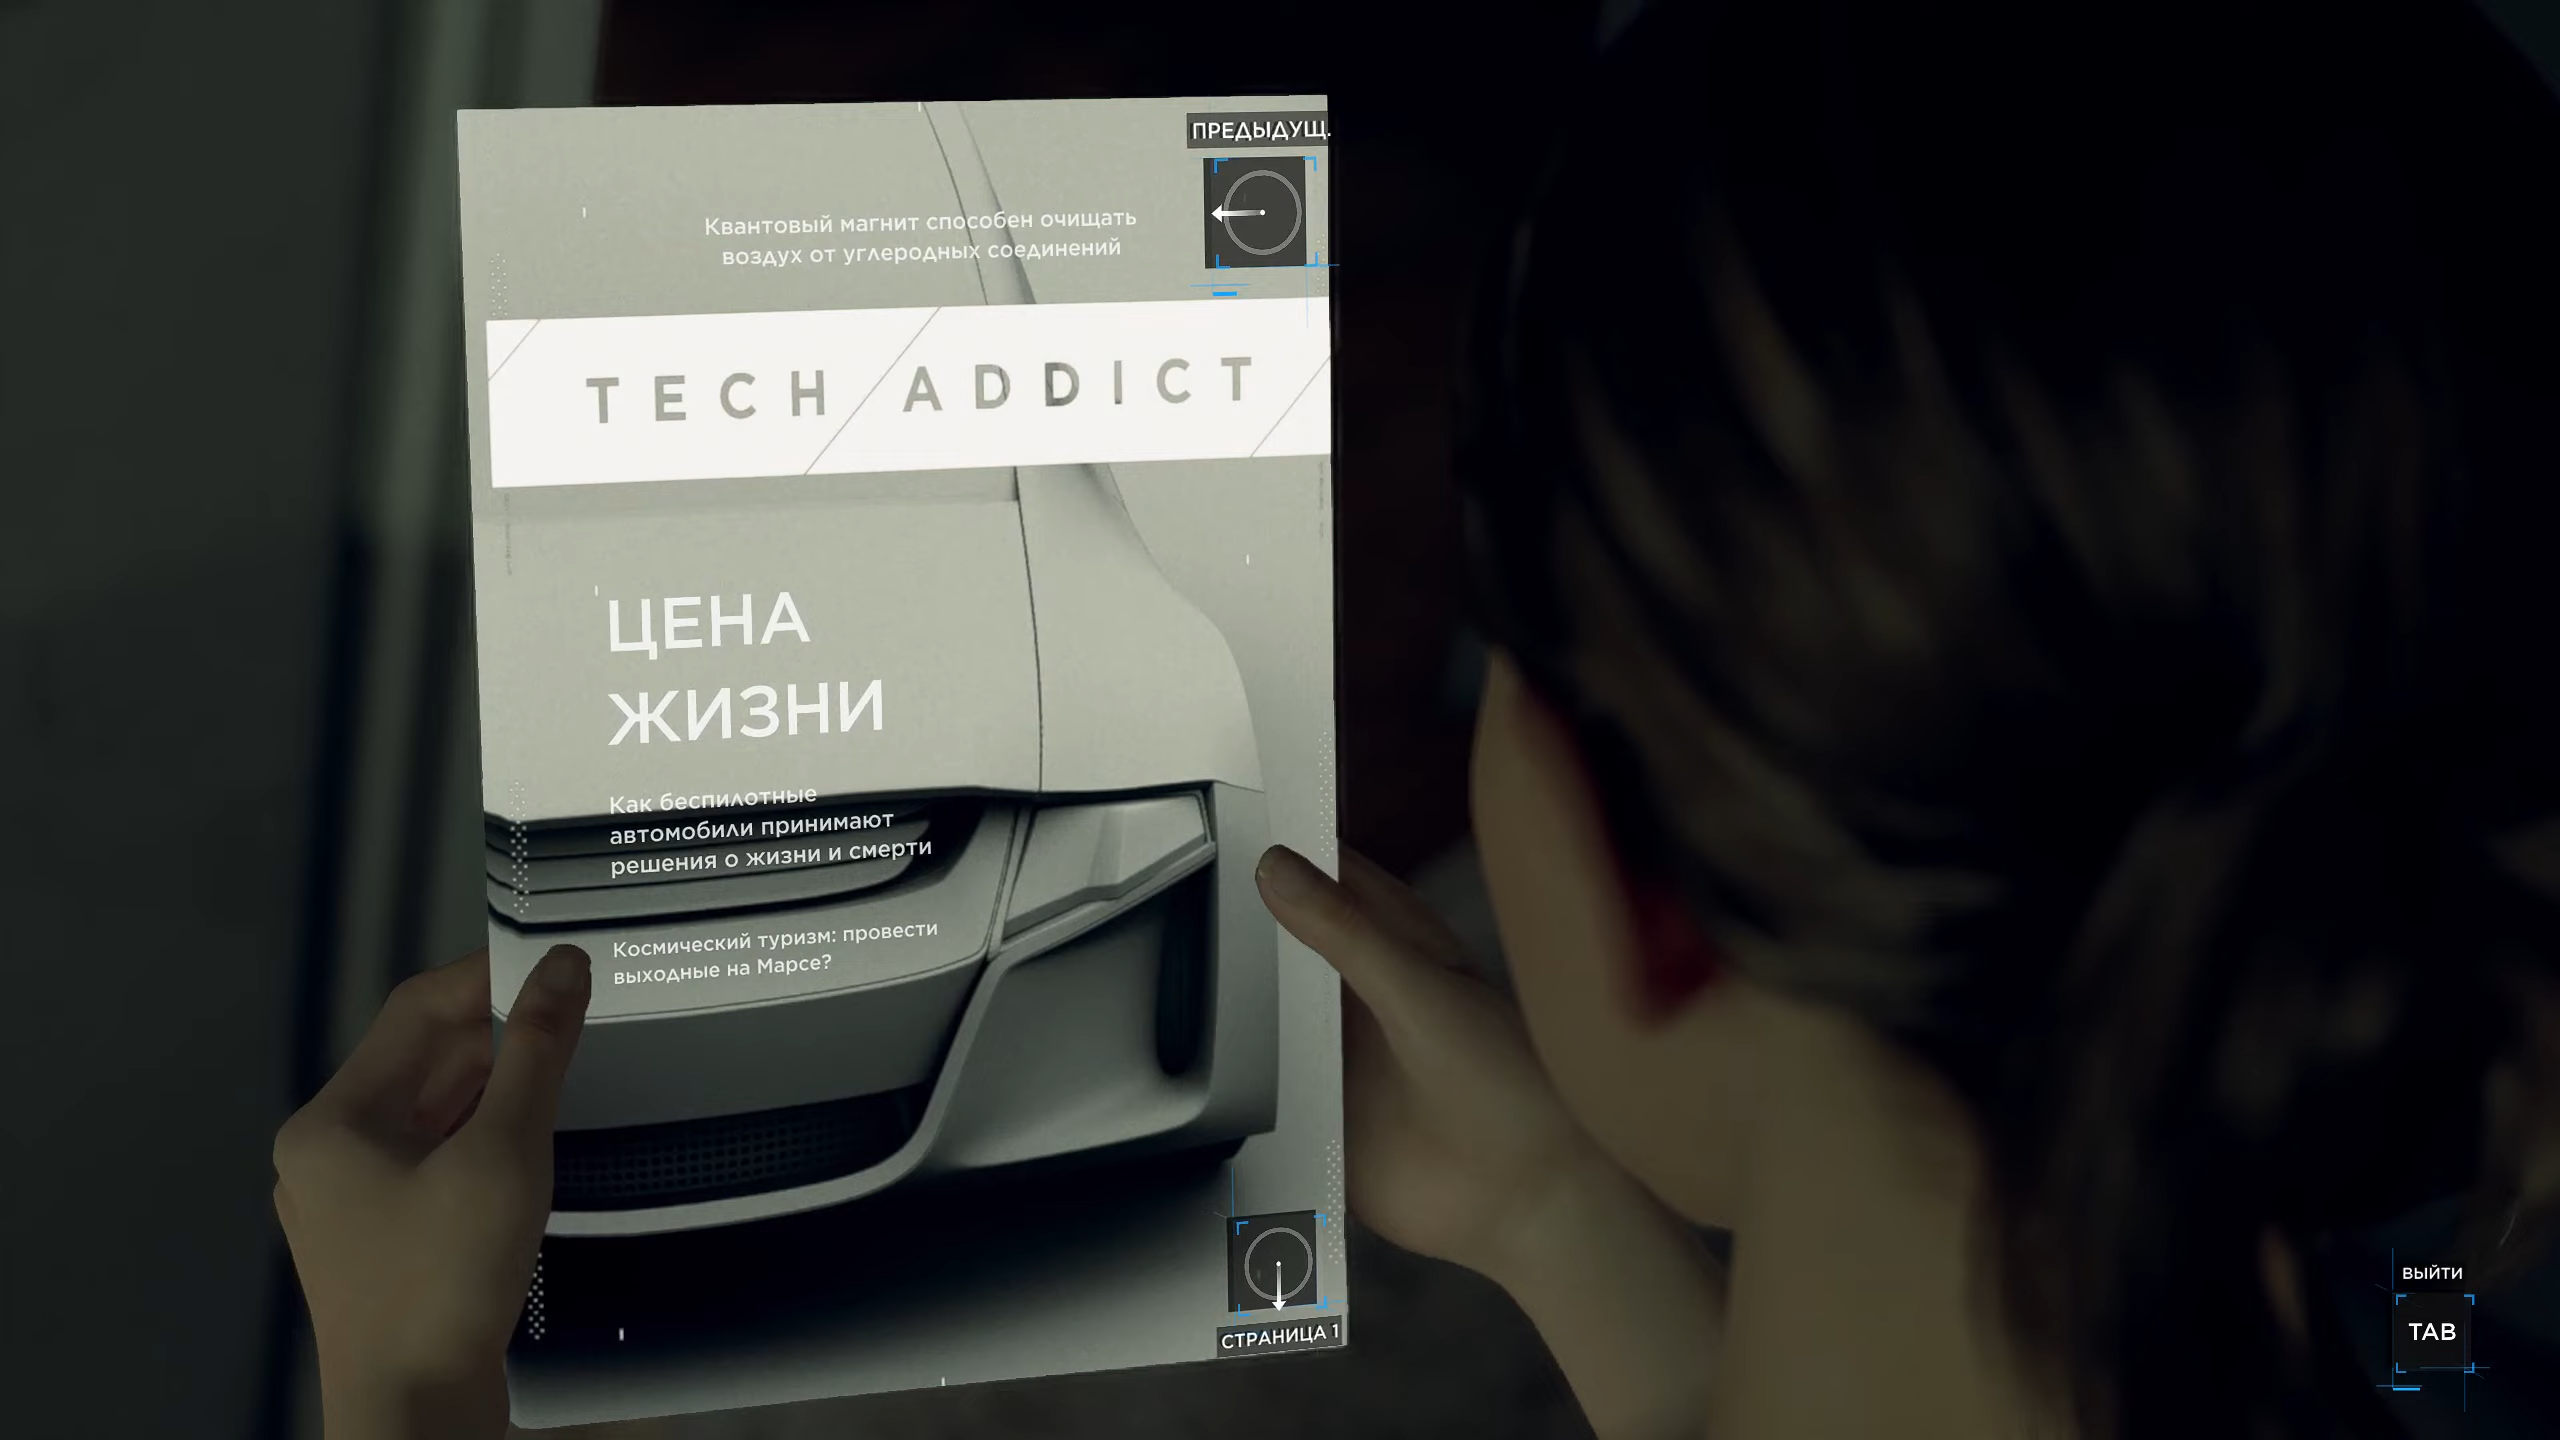 ПРЕДЫДУЩ.
Квантовый магнит способен очищать
воздух от углеродных соединений
TECH ADDICT
ЦЕНА
ЖИЗНИ
Как беспилотные
автомобили принимают
решения о жизни и смерти
Космический туризм: провести
выходные на Марсе?
СТРАНИЦА 1
ВЫЙТИ
TAB